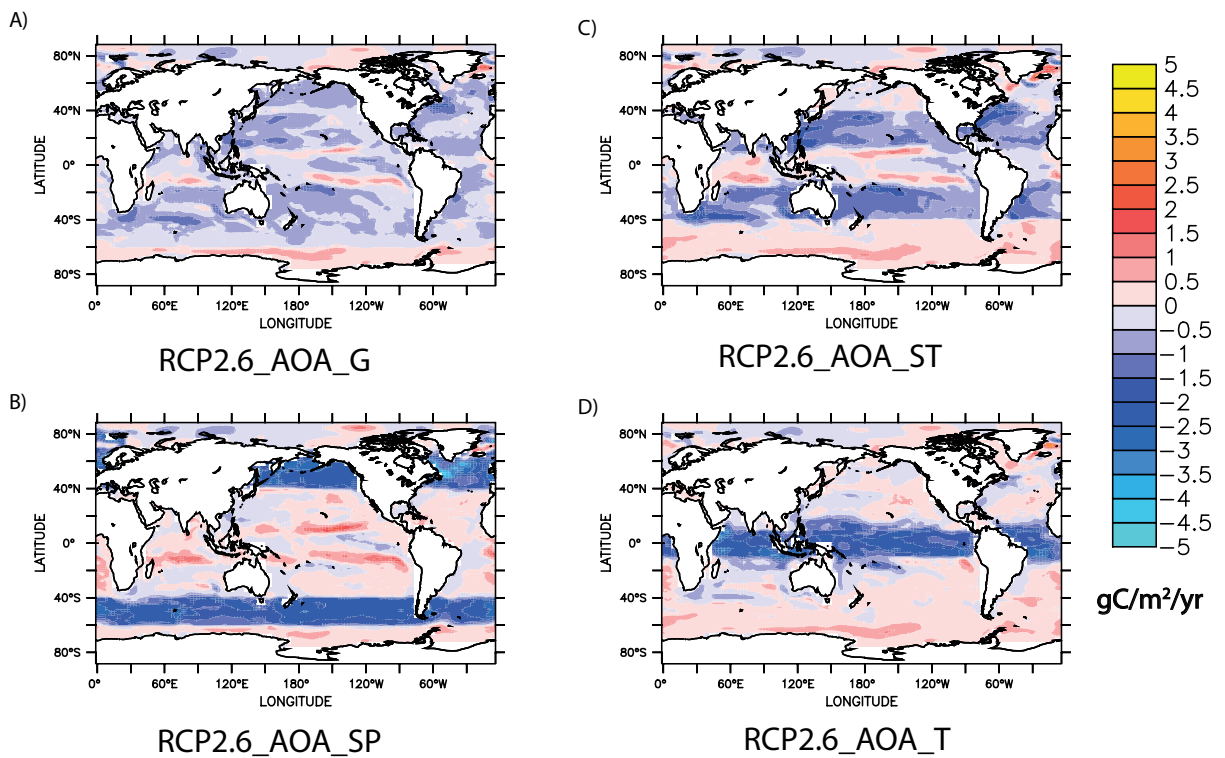 A)
80°N
40°N
0°
40°S
80°S
LATITUDE
0°
60°E
120°E
180°W
120°W
60°W
LONGITUDE
RCP2.6_AOA_G
C)
80°N
40°N
0°
40°S
80°S
LATITUDE
0°
60°E
120°E
180°W
120°W
60°W
LONGITUDE
RCP2.6_AOA_ST
B)
80°N
40°N
0°
40°S
80°S
LATITUDE
0°
60°E
120°E
180°W
120°W
60°W
LONGITUDE
RCP2.6_AOA_SP
D)
80°N
40°N
0°
40°S
80°S
LATITUDE
0°
60°E
120°E
180°W
120°W
60°W
LONGITUDE
RCP2.6_AOA_T
5
4.5
4
3.5
3
2.5
2
1.5
1
0.5
0
−0.5
−1
−1.5
−2
−2.5
−3
−3.5
−4
−4.5
−5
gC/m²/yr